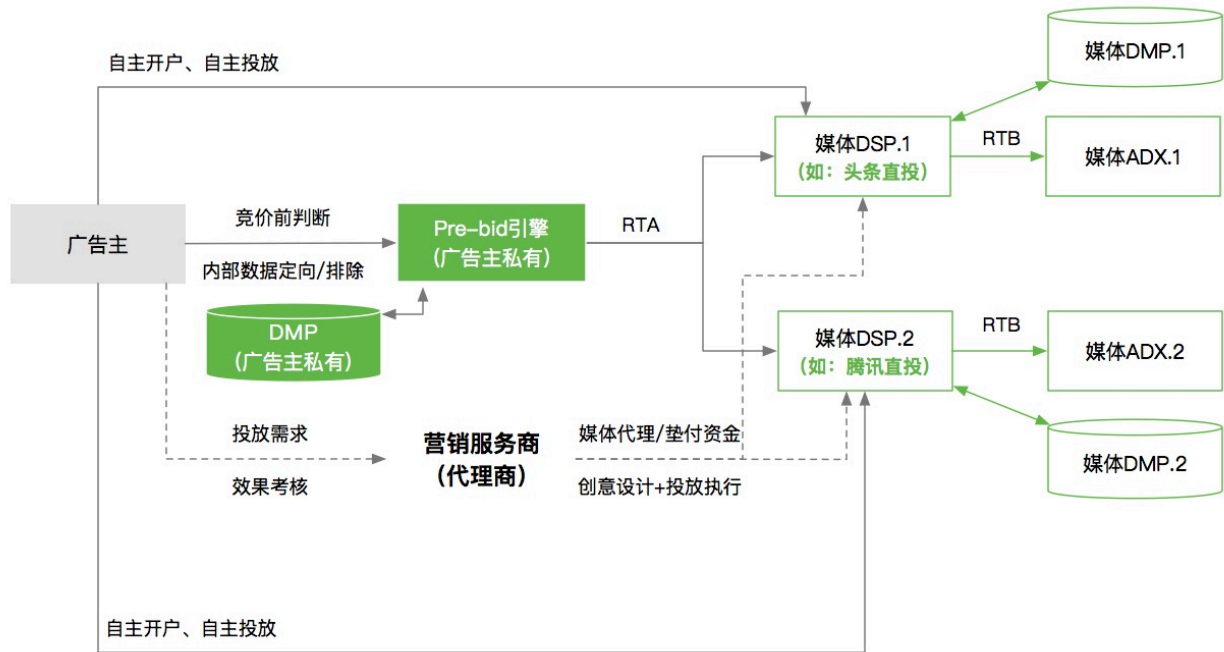 自主开户、自主投放
媒体DMP.1
媒体DSP.1
(如：头条直投)
RTB
媒体ADX.1
广告主
竞价前判断
内部数据定向/排除
Pre-bid引擎
(广告主私有)
RTA
DMP
(广告主私有)
媒体DSP.2
(如：腾讯直投)
RTB
媒体ADX.2
投放需求
效果考核
营销服务商
(代理商)
媒体代理/垫付资金
创意设计+投放执行
媒体DMP.2
自主开户、自主投放